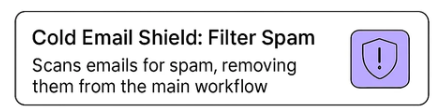 Cold Email Shield: Filter Spam
Scans emails for spam, removing
them from the main workflow